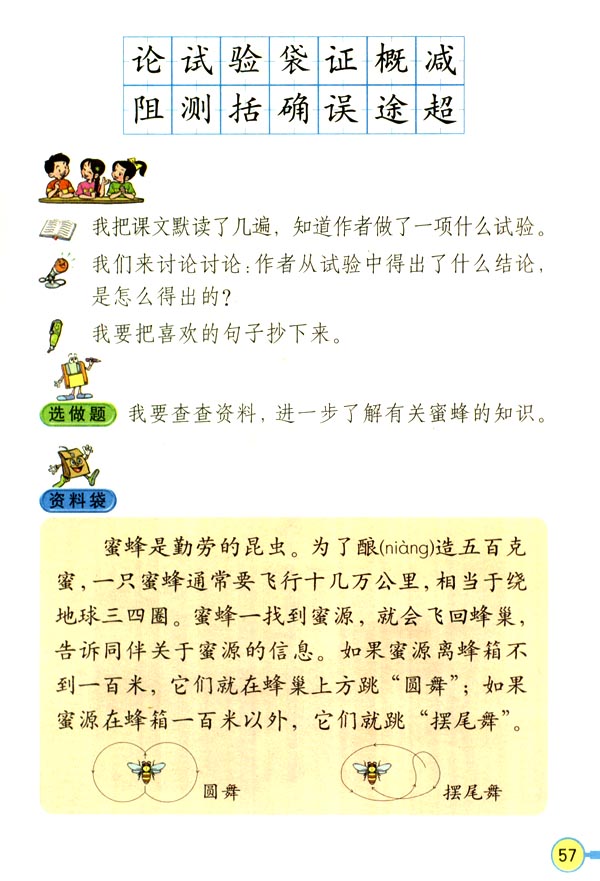 论试验袋证概减
阻测括确误途超
我把课文默读了几遍，知道作者做了一项什么试验。
我们来讨论讨论：作者从试验中得出了什么结论，
是怎么得出的？
我要把喜欢的句子抄下来。
选做题 我要查查资料，进一步了解有关蜜蜂的知识。
资料袋
蜜蜂是勤劳的昆虫。为了酿(niàng)造五百克
蜜，一只蜜蜂通常要飞行十几万公里，相当于绕
地球三四圈。蜜蜂一找到蜜源，就会飞回蜂巢，
告诉同伴关于蜜源的信息。如果蜜源离蜂箱不
到一百米，它们就在蜂巢上方跳“圆舞”；如果
蜜源在蜂箱一百米以外，它们就跳“摆尾舞”。
圆舞 摆尾舞
57